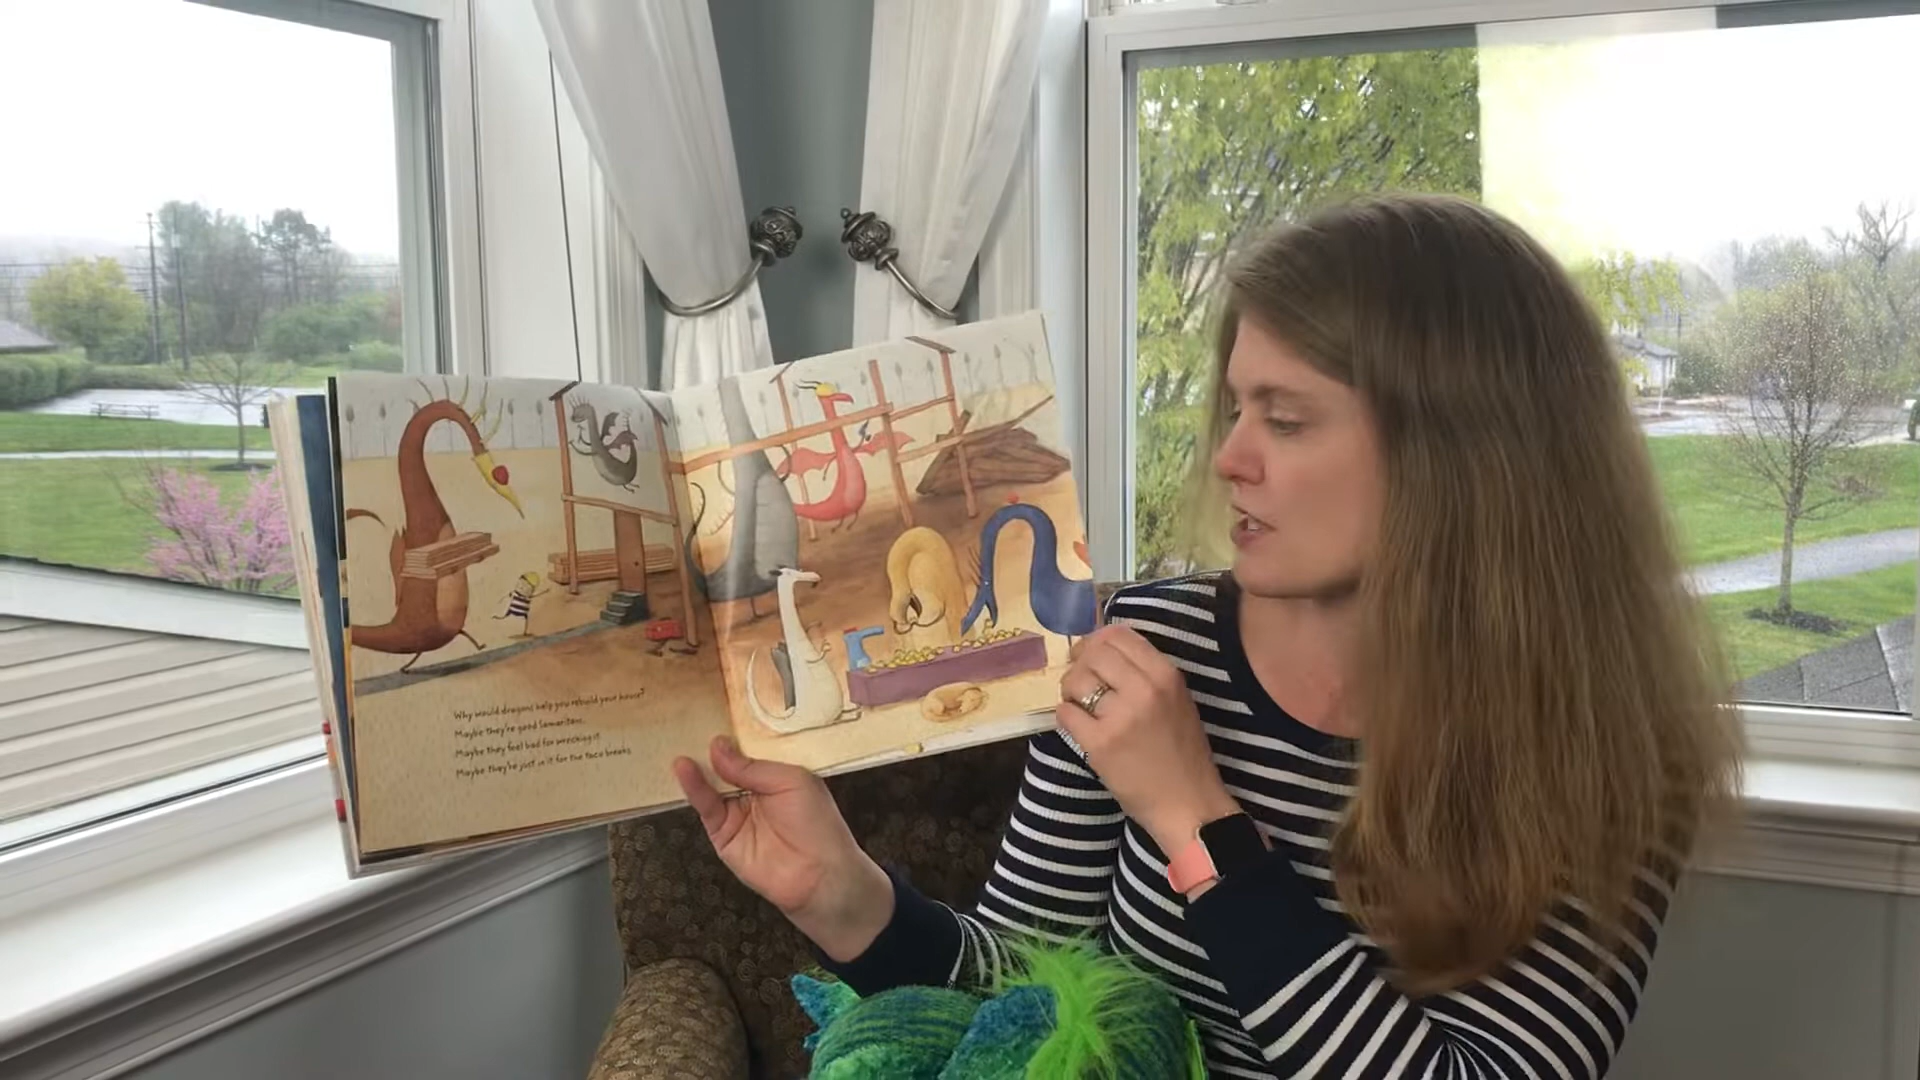 Why would dragons help you rebuild your house?
Maybe they're good Samaritans.
Maybe they feel bad for wrecking it.
Maybe they're just in it for the taco breaks.